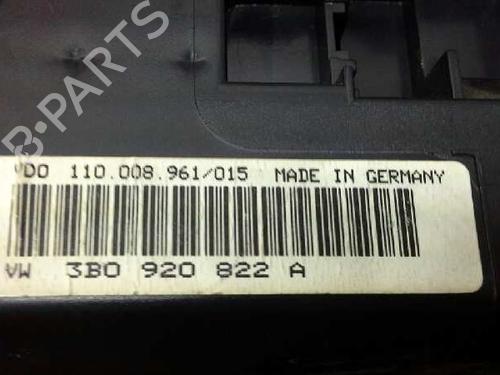 B-PARTS
VDO 110.008.961/015 MADE IN GERMANY
VW 3B0 920 822 A